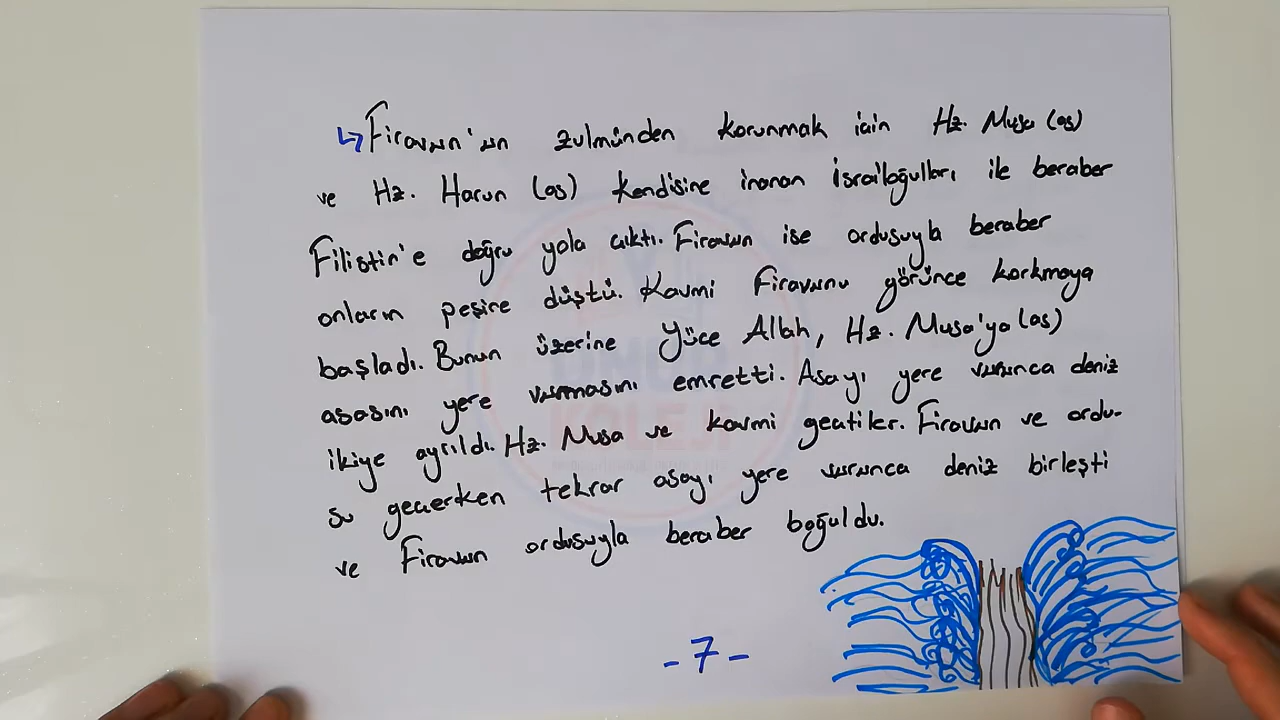 ↳ Firavun'un zulmünden korunmak için Hz. Musa (as)
ve Hz. Harun (as) kendisine inanan İsrailoğulları ile beraber
Filistin'e doğru yola çıktı. Firavun ise ordusuyla beraber
onların peşine düştü. Kavmi Firavunu görünce korkmaya
başladı. Bunun üzerine Yüce Allah, Hz. Musa'ya (as)
asasını yere vurmasını emretti. Asayı yere vurunca deniz
ikiye ayrıldı. Hz. Musa ve kavmi geçtiler. Firavun ve ordu-
su geçerken tekrar asayı yere vurunca deniz birleşti
ve Firavun ordusuyla beraber boğuldu.
-7-
KOLEJİ